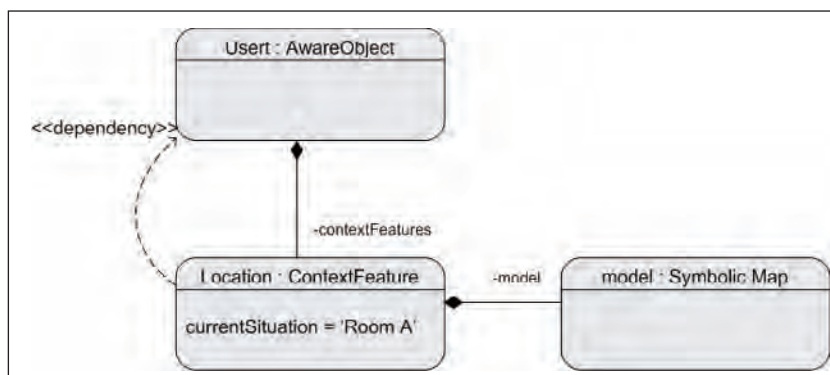 Usert : AwareObject
<<dependency>>
-contextFeatures
Location : ContextFeature
-model
model : Symbolic Map
currentSituation = 'Room A'